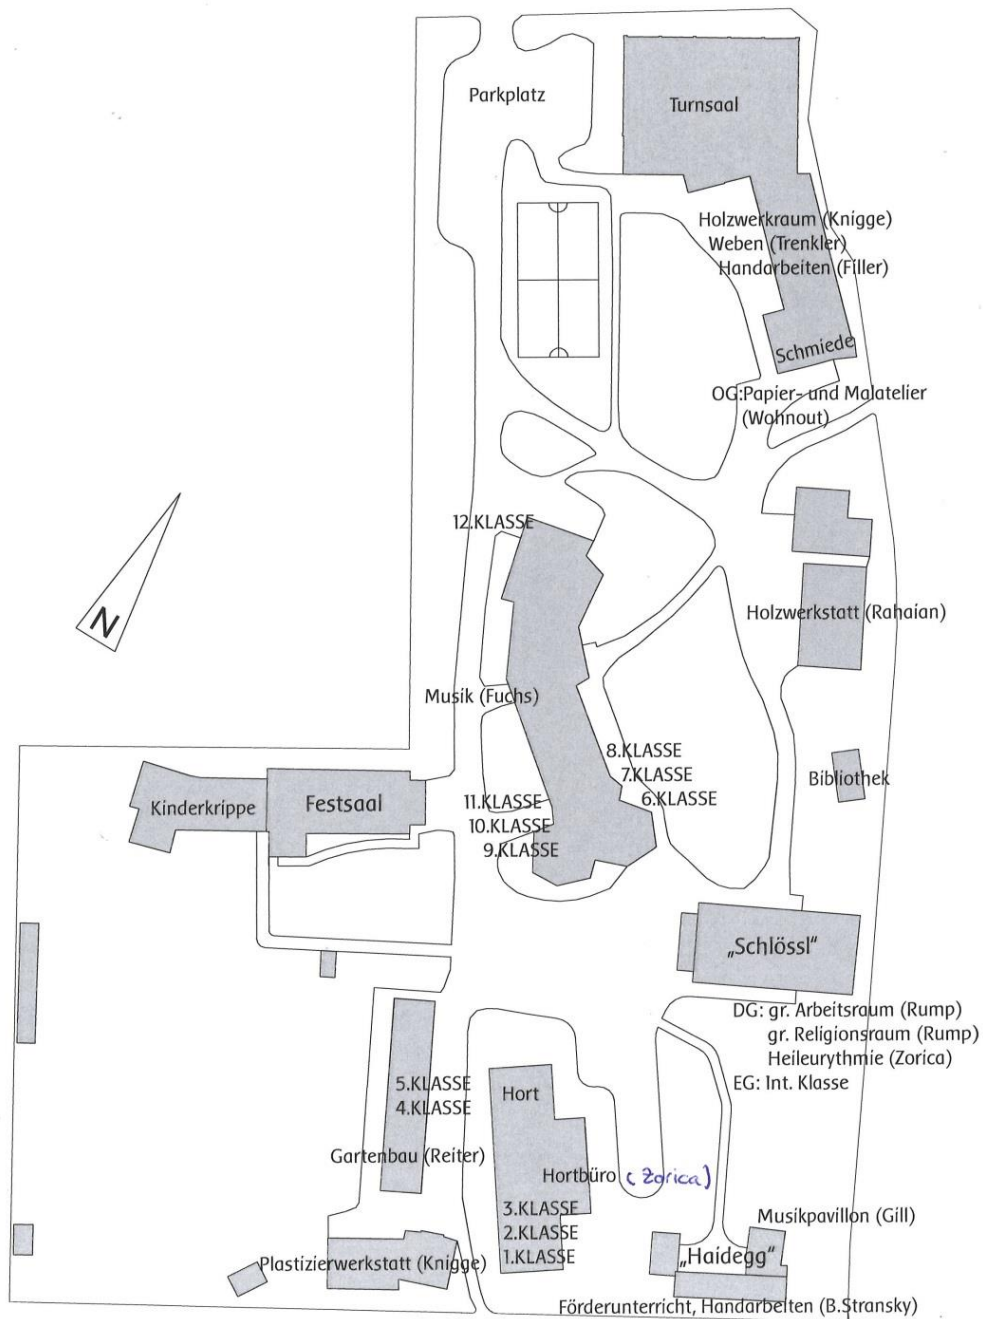 Parkplatz
Turnsaal
Holzwerkraum (Knigge)
Weben (Trenkler)
Handarbeiten (Filler)
Schmiede
OG:Papier- und Malatelier
(Wohnout)
12.KLASSE
N
Holzwerkstatt (Rahaian)
Musik (Fuchs)
8.KLASSE
7.KLASSE
6.KLASSE
Bibliothek
Kinderkrippe
Festsaal
11.KLASSE
10.KLASSE
9.KLASSE
„Schlössl“
DG: gr. Arbeitsraum (Rump)
gr. Religionsraum (Rump)
Heileurythmie (Zorica)
EG: Int. Klasse
5.KLASSE
4.KLASSE
Hort
Gartenbau (Reiter)
Hortbüro (Zorica)
3.KLASSE
2.KLASSE
1.KLASSE
Musikpavillon (Gill)
Plastizierwerkstatt (Knigge)
„Haidegg“
Förderunterricht, Handarbeiten (B.Stransky)